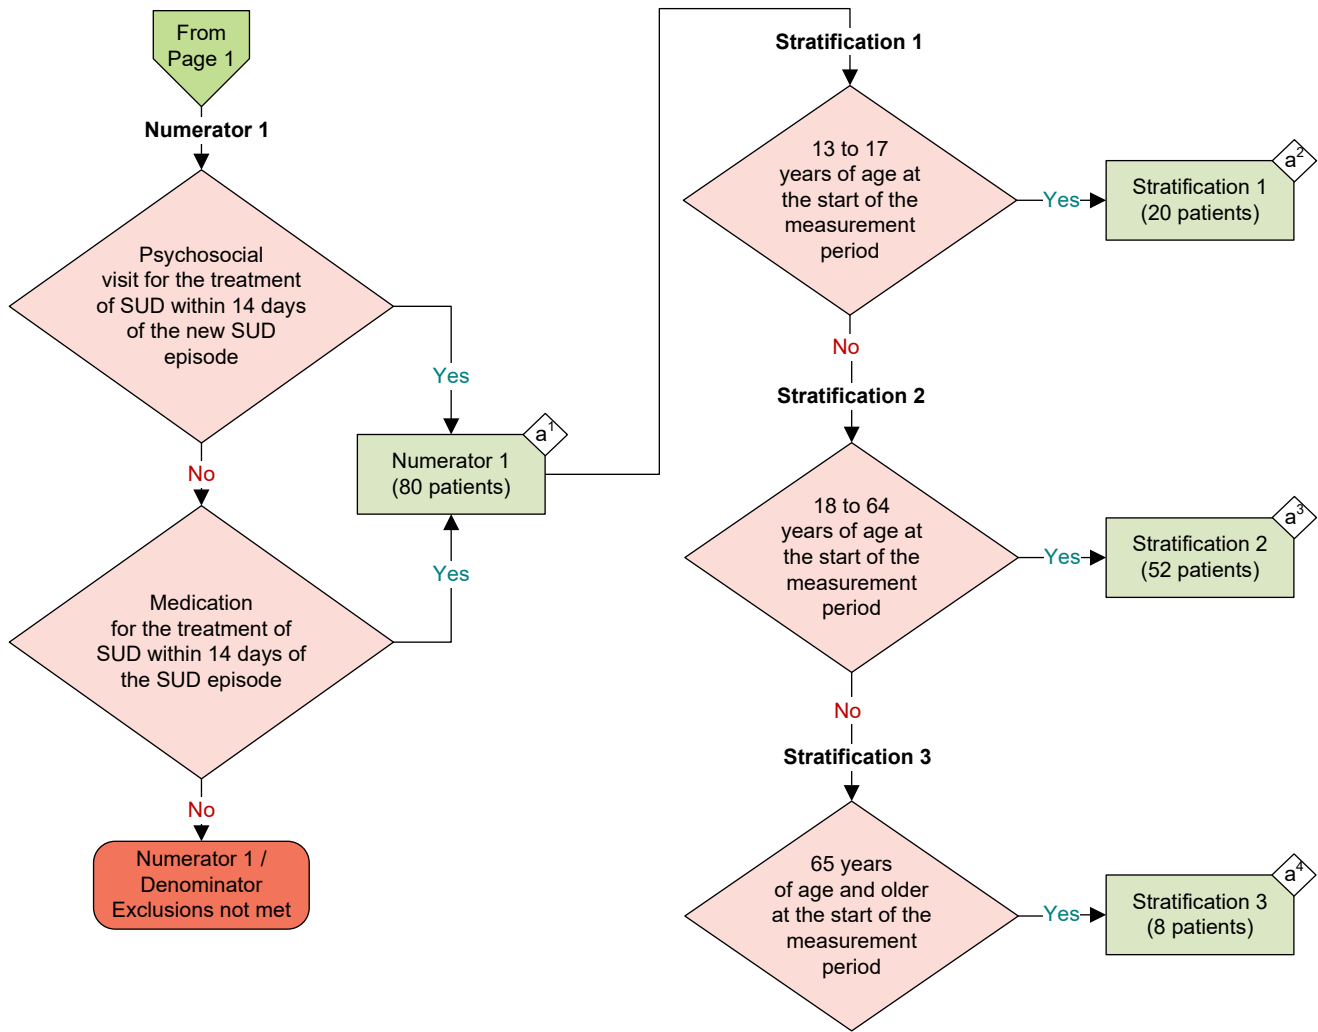 From
Page 1
Numerator 1
Psychosocial
visit for the treatment
of SUD within 14 days
of the new SUD
episode
Yes
No
a1
Numerator 1
(80 patients)
Medication
for the treatment of
SUD within 14 days of
the SUD episode
Yes
No
Numerator 1 /
Denominator
Exclusions not met
Stratification 1
13 to 17
years of age at
the start of the
measurement
period
Yes
a2
Stratification 1
(20 patients)
No
Stratification 2
18 to 64
years of age at
the start of the
measurement
period
Yes
a3
Stratification 2
(52 patients)
No
Stratification 3
65 years
of age and older
at the start of the
measurement
period
Yes
a4
Stratification 3
(8 patients)